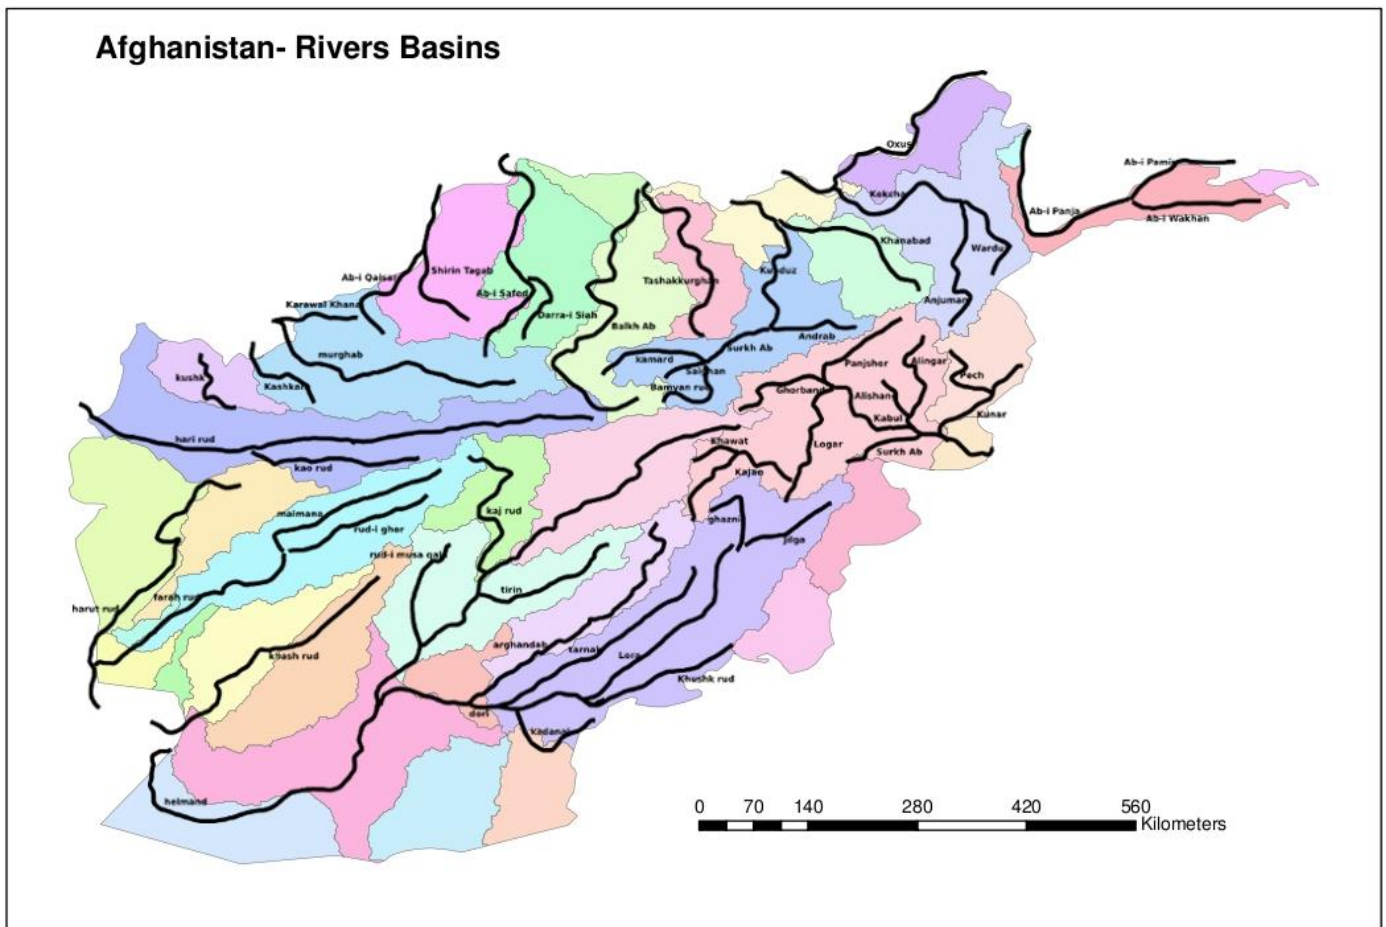 Afghanistan- Rivers Basins
Oxus
Ab-i Pamir
Kokcha
Ab-i Panja
Ab-i Wakhan
Khanabad
Wardu
Ab-i Qaisar
Shirin Tagab
Tashakkurghan
Kunduz
Ab-i Safed
Anjuman
Karawal Khana
Darra-i Siah
Balkh Ab
Andrab
Surkh Ab
murghab
kamard
Panjsher
Alingar
Saighan
Pech
kushk
Kashkan
Bamyan rud
Ghorband
Alishang
Kabul
Kunar
hari rud
Khawat
Logar
Surkh Ab
kao rud
Kajao
kaj rud
maimana
ghazni
rud-i ghor
jilga
rud-i musa qala
tirin
harut rud
farah rud
arghandab
tarnak
Lora
khash rud
Khushk rud
dori
Kadanai
helmand
0 70 140 280 420 560
Kilometers